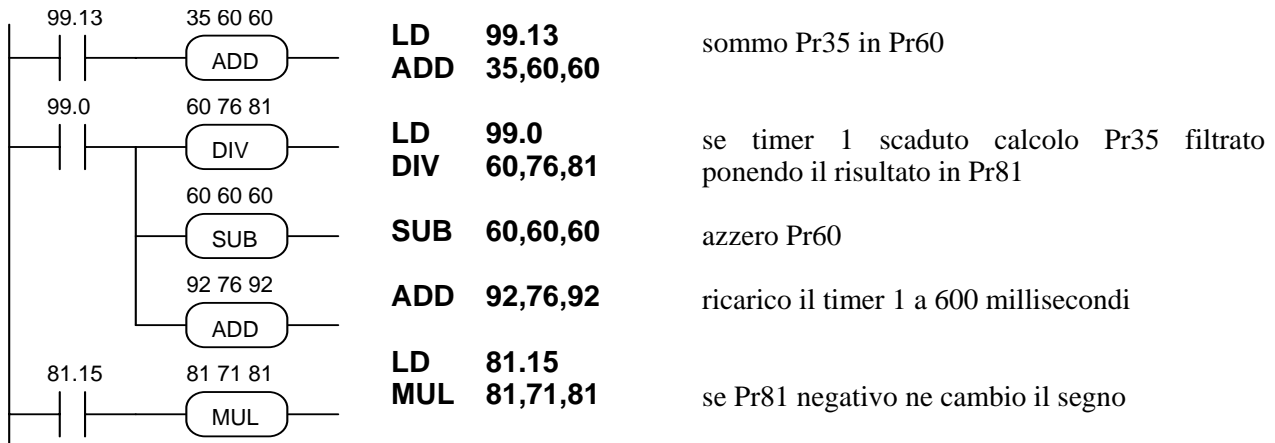 99.13 35 60 60
ADD
LD 99.13
ADD 35,60,60
sommo Pr35 in Pr60
99.0 60 76 81
DIV
LD 99.0
DIV 60,76,81
se timer 1 scaduto calcolo Pr35 filtrato
ponendo il risultato in Pr81
60 60 60
SUB
SUB 60,60,60
azzero Pr60
92 76 92
ADD
ADD 92,76,92
ricarico il timer 1 a 600 millisecondi
81.15 81 71 81
MUL
LD 81.15
MUL 81,71,81
se Pr81 negativo ne cambio il segno